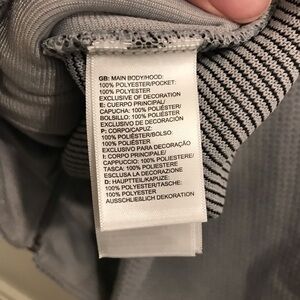 GB: MAIN BODY/HOOD:
100% POLYESTER/POCKET:
100% POLYESTER
EXCLUSIVE OF DECORATION
E: CUERPO PRINCIPAL/
CAPUCHA: 100% POLIÉSTER/
BOLSILLO: 100% POLIÉSTER
EXCLUSIVO DE DECORACIÓN
P: CORPO/CAPUZ:
100% POLIÉSTER/BOLSO:
100% POLIÉSTER
EXCLUSIVO PARA DECORAÇÃO
I: CORPO PRINCIPALE/
CAPPUCCIO: 100% POLIESTERE/
TASCA: 100% POLIESTERE
ESCLUSA LA DECORAZIONE
D: HAUPTTEIL/KAPUZE:
100% POLYESTER/TASCHE:
100% POLYESTER
AUSSCHLIEßLICH DEKORATION